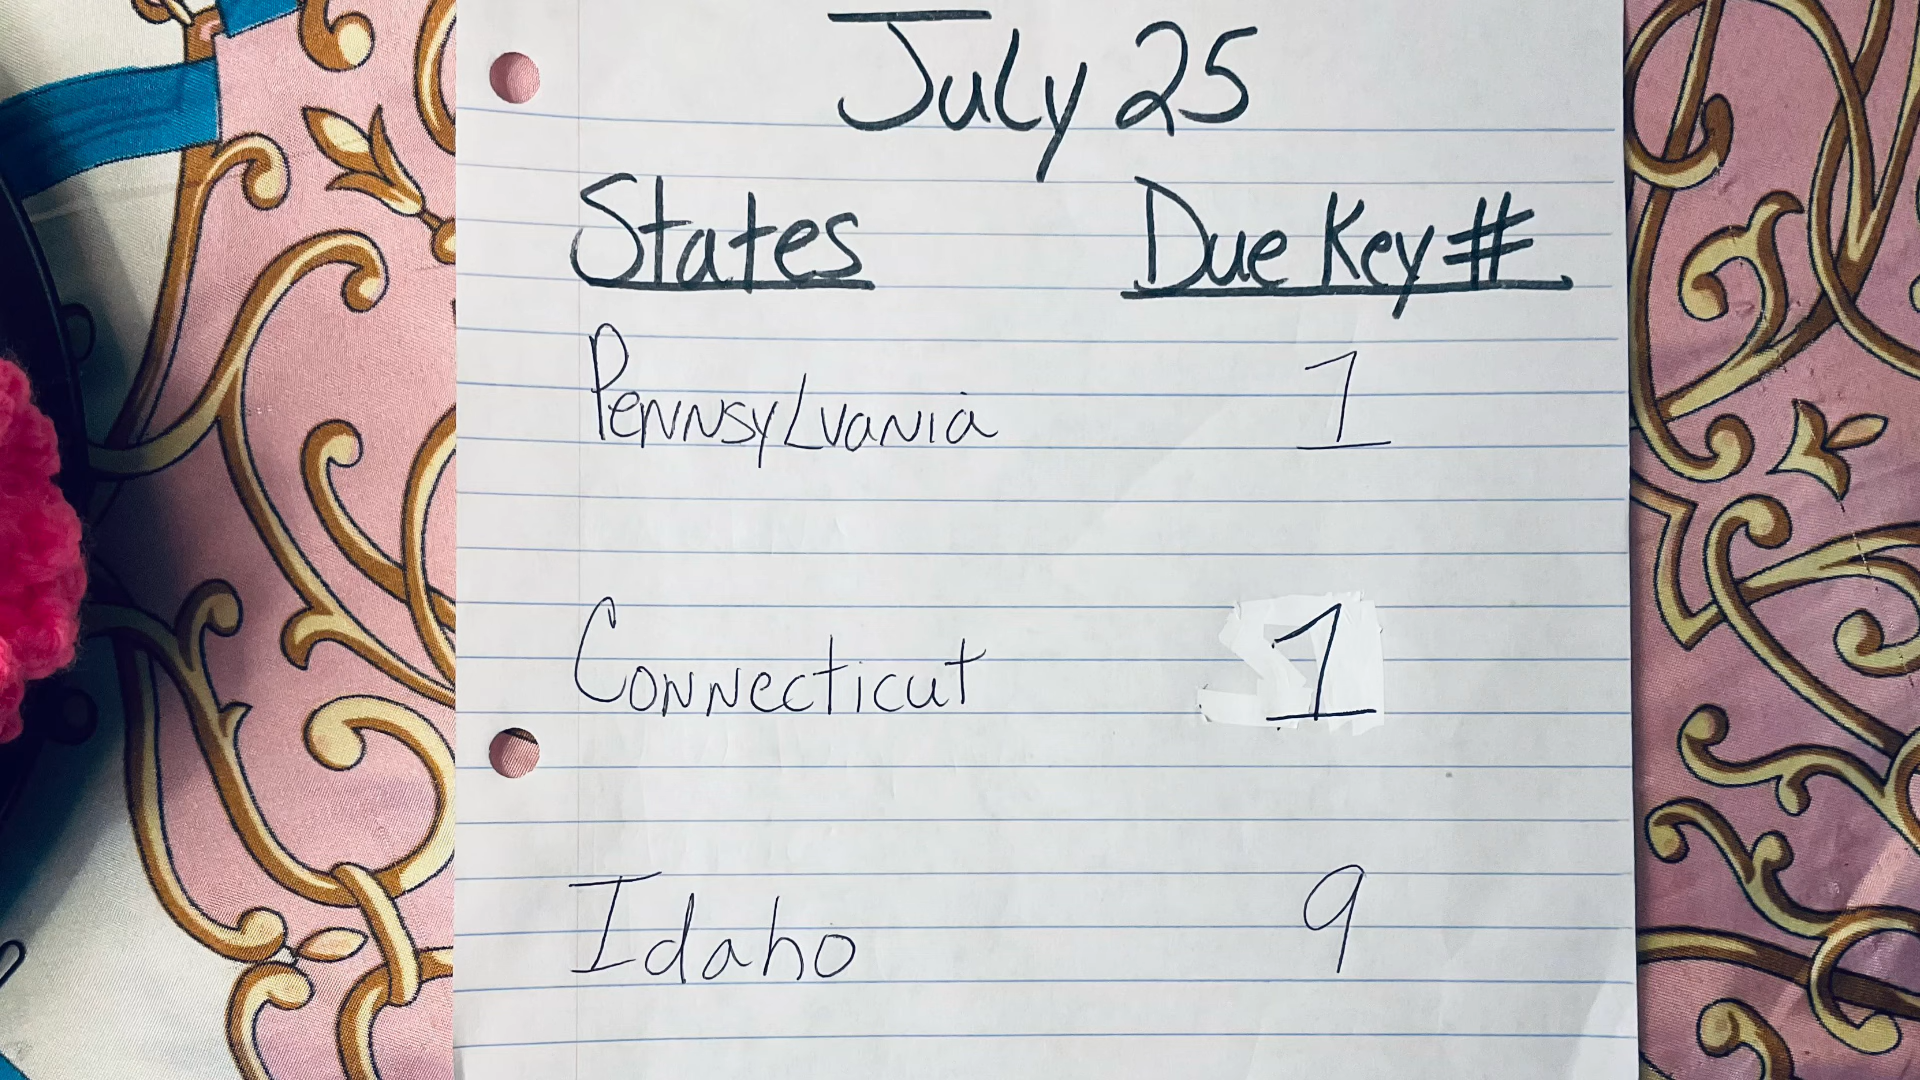 July 25
States Due Key #
Pennsylvania 1
Connecticut 1
Idaho 9